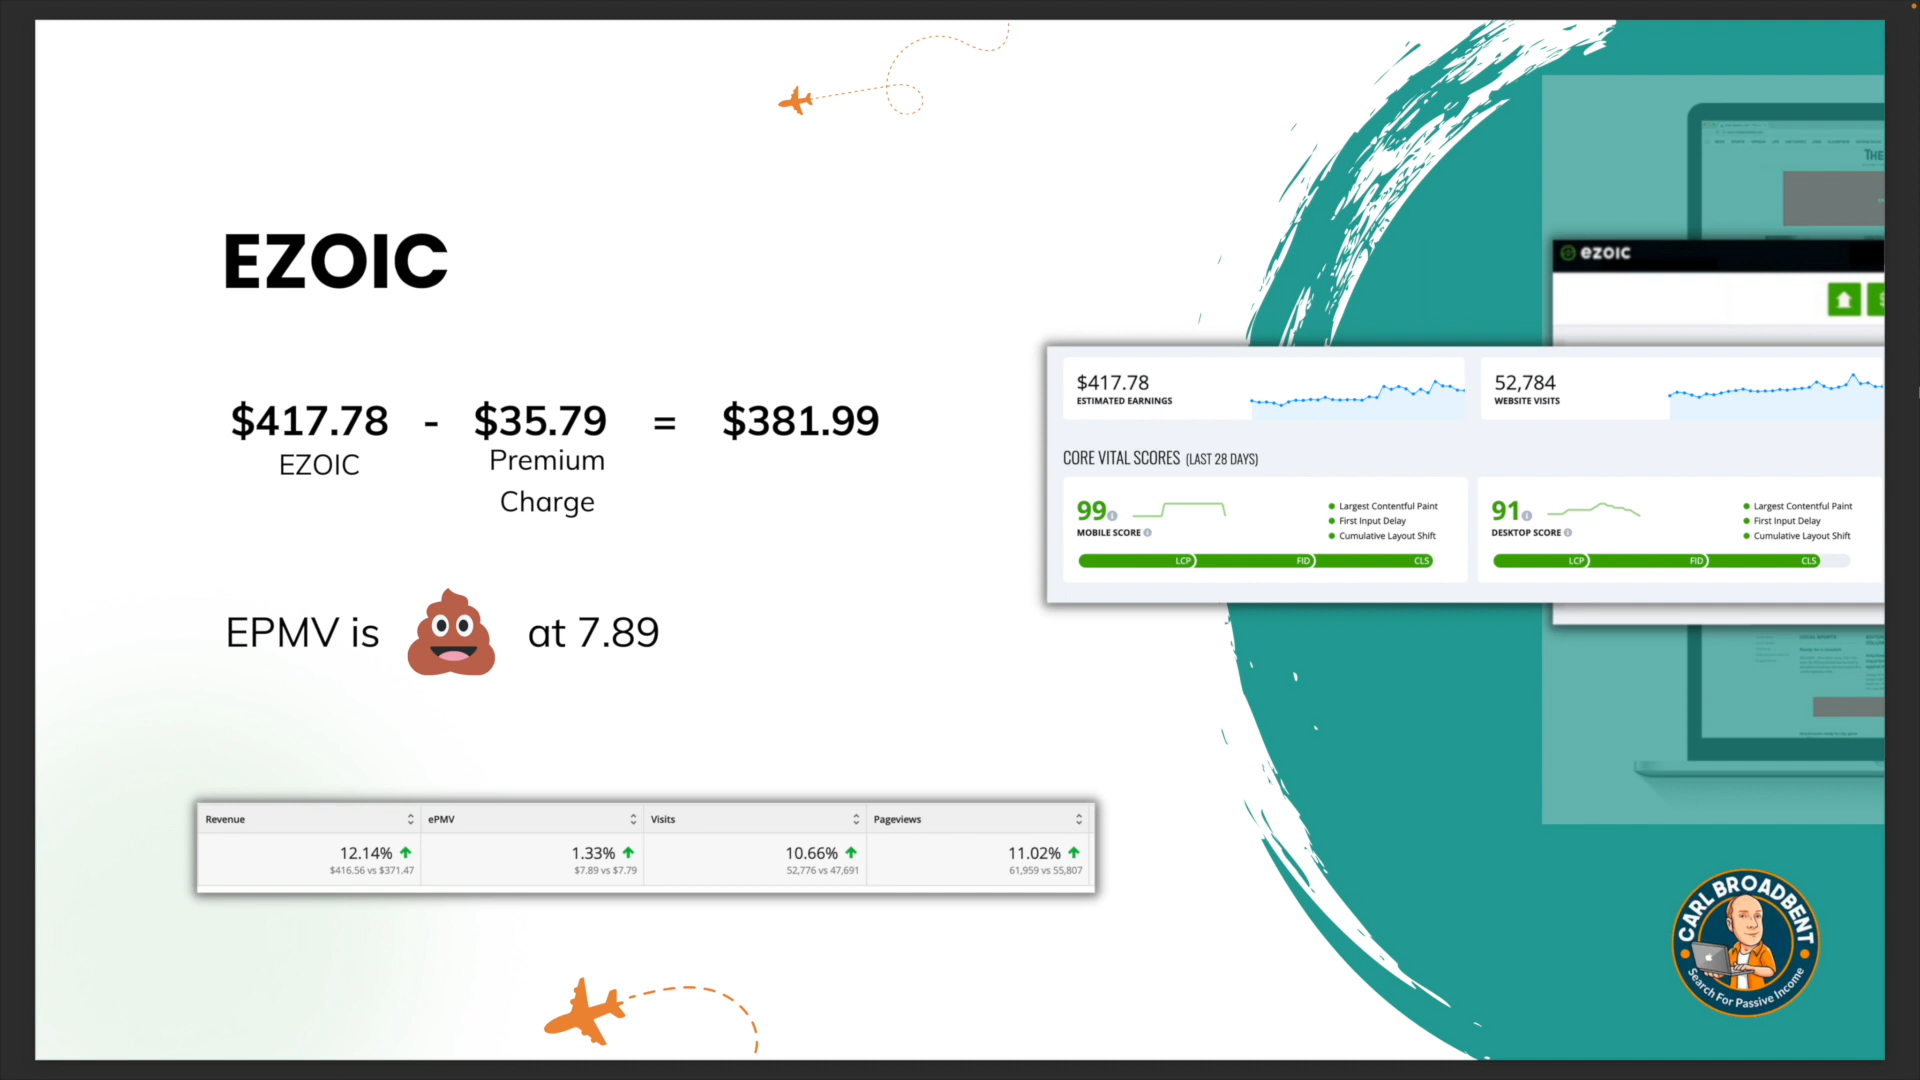 EZOIC
$417.78 - $35.79 = $381.99
EZOIC
Premium
Charge
EPMV is at 7.89
Revenue ePMV Visits Pageviews
12.14% 1.33% 10.66% 11.02%
$416.56 vs $371.47 $7.89 vs $7.79 52,776 vs 47,691 61,959 vs 55,807
THE
ezoic
$417.78
ESTIMATED EARNINGS
52,784
WEBSITE VISITS
CORE VITAL SCORES (LAST 28 DAYS)
99
MOBILE SCORE
Largest Contentful Paint
First Input Delay
Cumulative Layout Shift
LCP FID CLS
91
DESKTOP SCORE
Largest Contentful Paint
First Input Delay
Cumulative Layout Shift
LCP FID CLS
CARL BROADBENT
Search For Passive Income